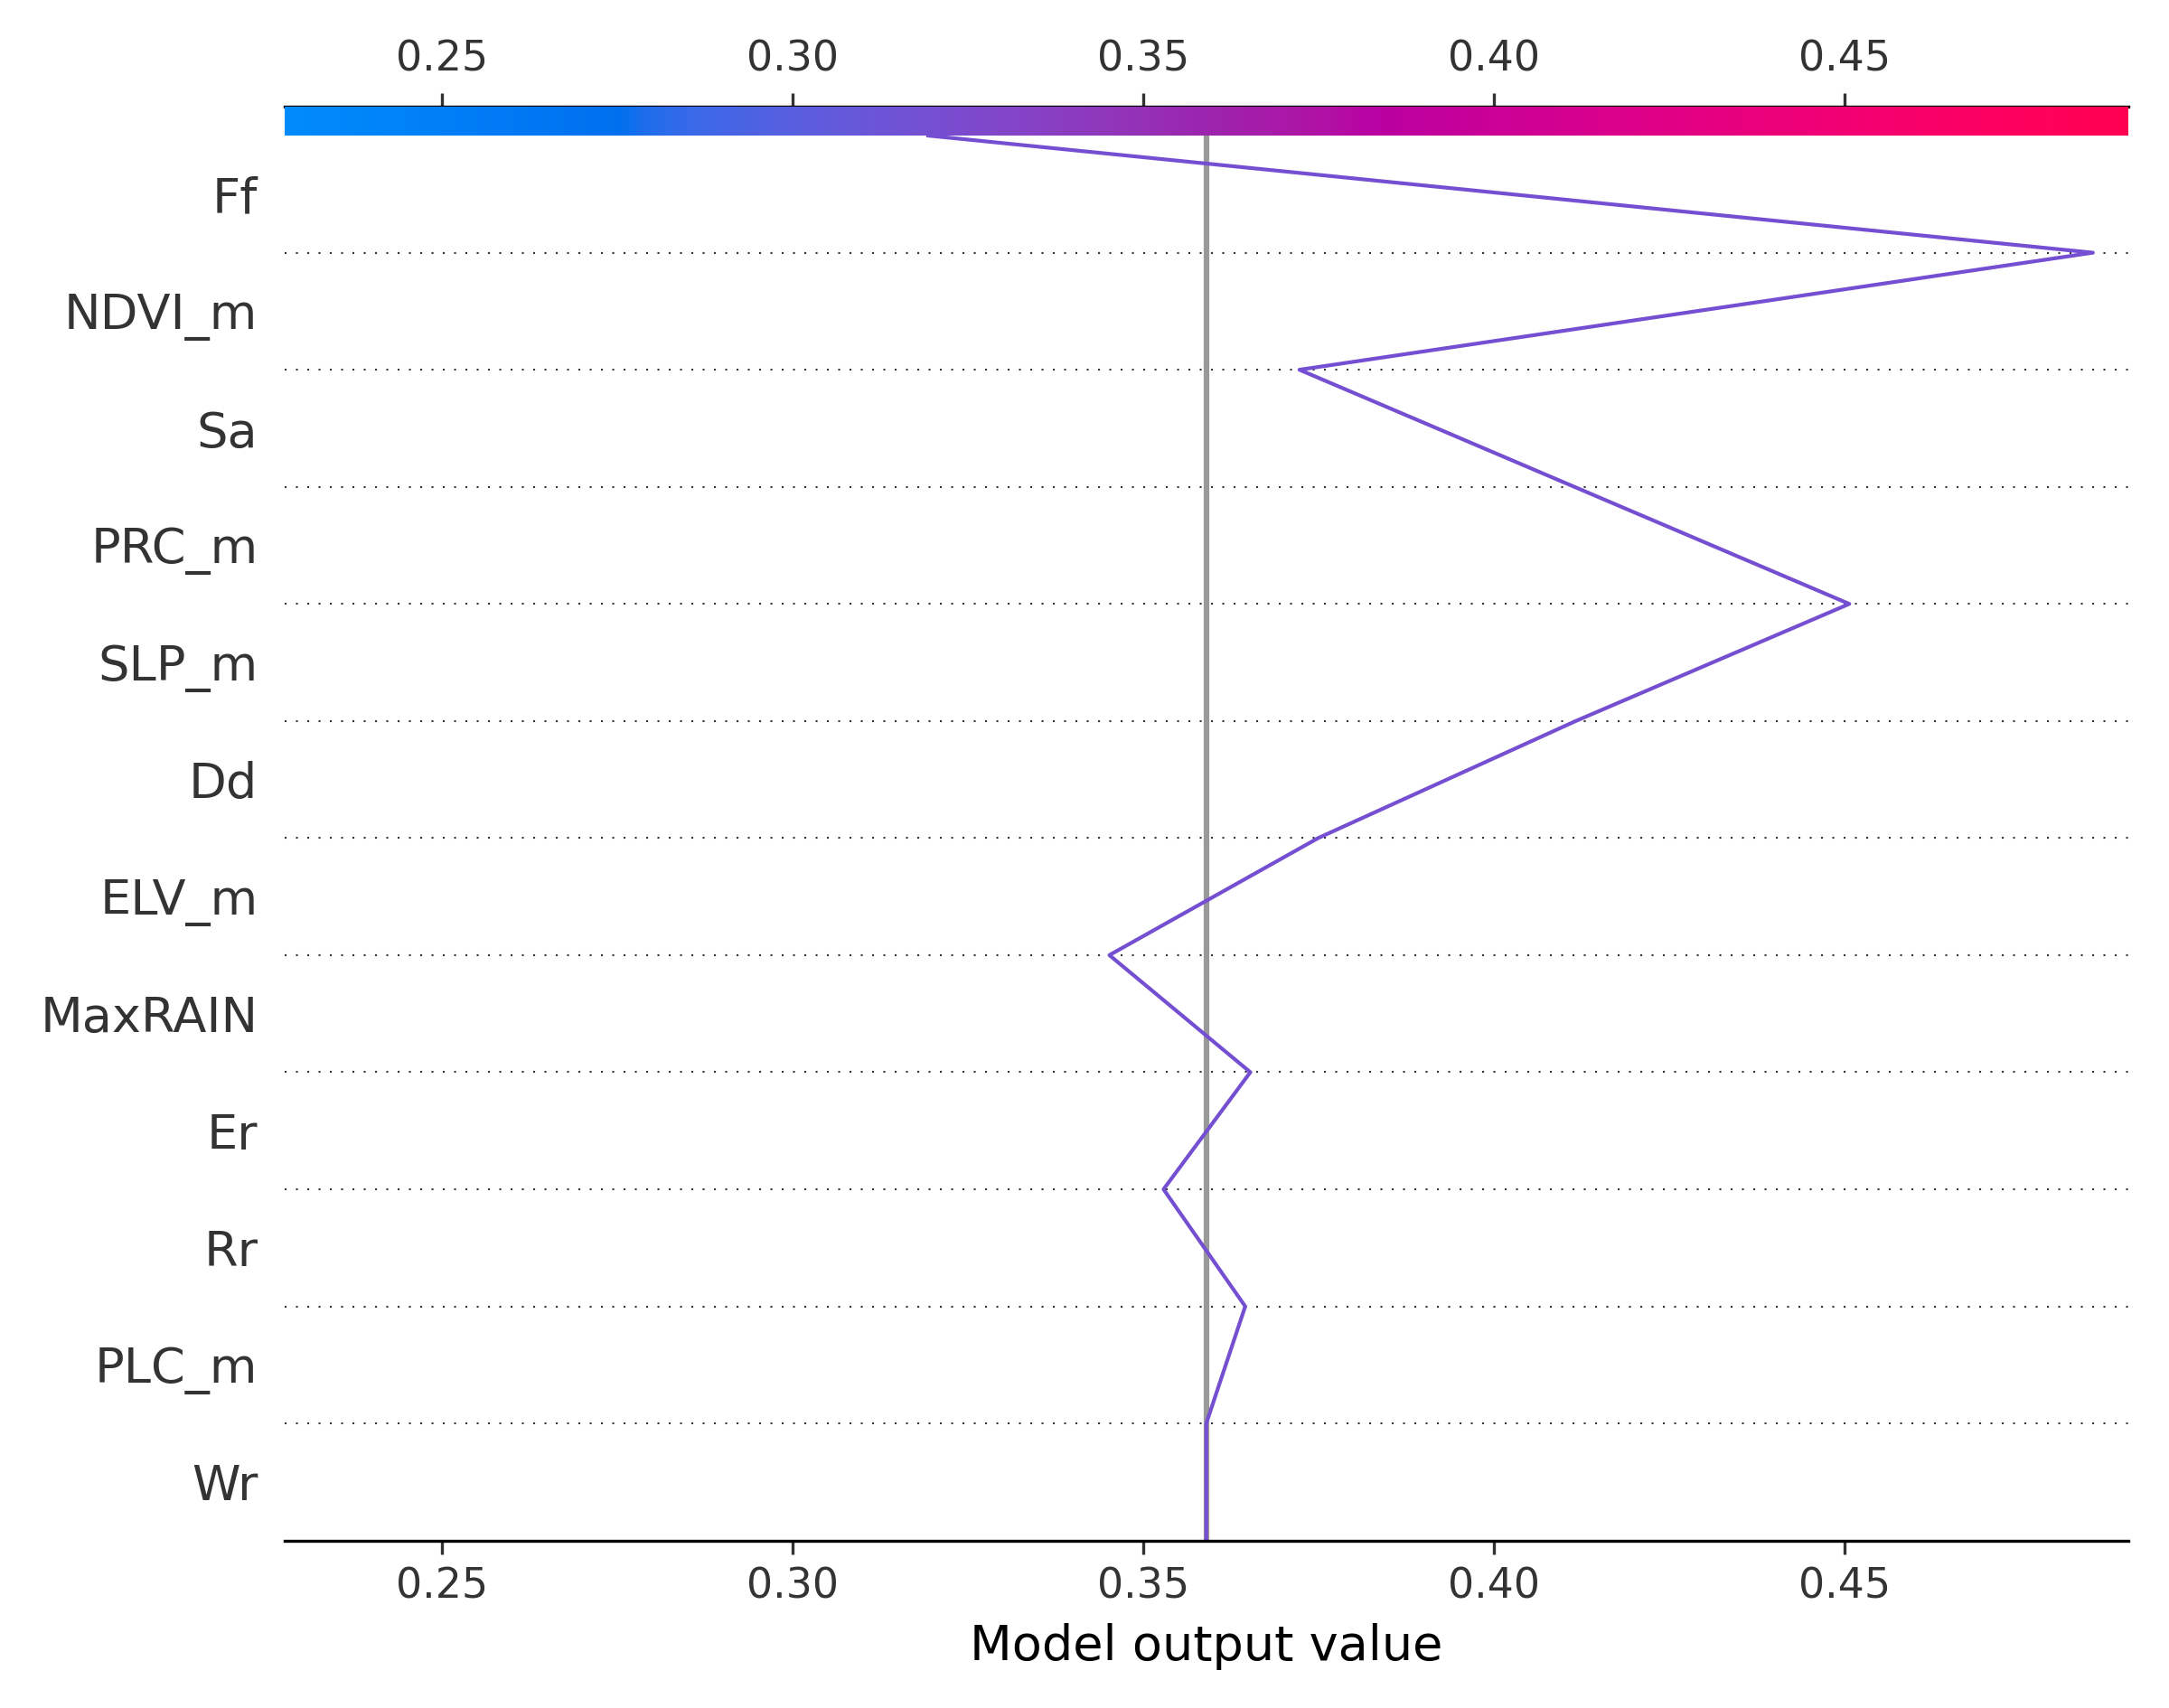 0.25 0.30 0.35 0.40 0.45
Ff
NDVI_m
Sa
PRC_m
SLP_m
Dd
ELV_m
MaxRAIN
Er
Rr
PLC_m
Wr
0.25 0.30 0.35 0.40 0.45
Model output value